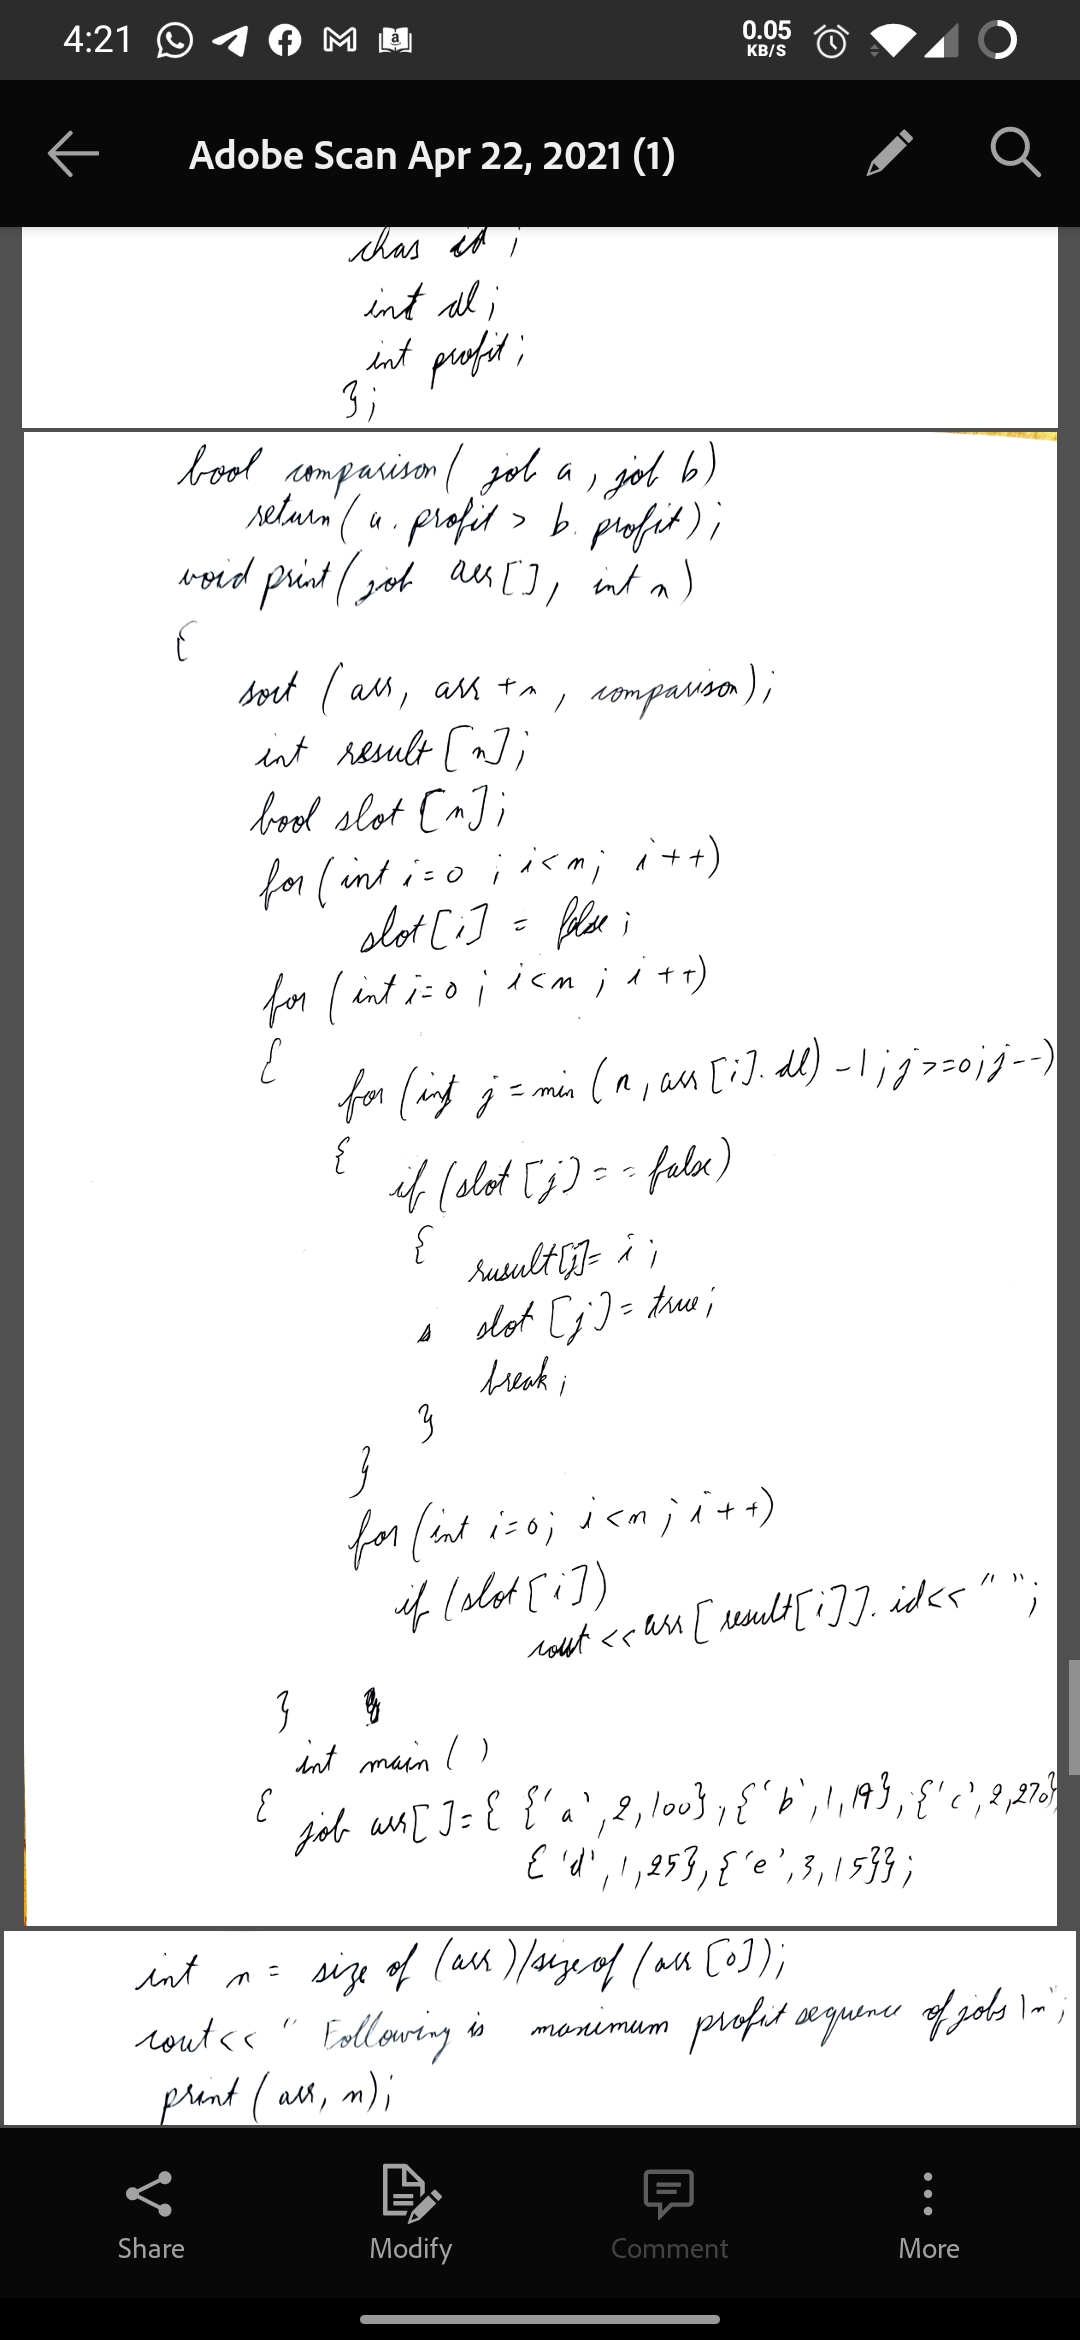 4:21
0.05
KB/S
Adobe Scan Apr 22, 2021 (1)
char id ;
int dl ;
int profit ;
};
bool comparison ( job a , job b )
return ( a . profit > b . profit ) ;
void print ( job arr [ ] , int n )
{
sort ( arr , arr + n , comparison ) ;
int result [n] ;
bool slot [n] ;
for ( int i = 0 ; i < n ; i ++ )
slot [i] = false ;
for ( int i = 0 ; i < n ; i ++ )
{
for ( int j = min ( n , arr [i]. dl ) - 1 ; j >= 0 ; j -- )
{
if ( slot [j] == false )
{
result [j] = i ;
slot [j] = true ;
break ;
}
}
for ( int i = 0 ; i < n ; i ++ )
if ( slot [i] )
cout << arr [ result [i] ]. id << " " ;
}
int main ( )
{
job arr [ ] = { { 'a' , 2 , 100 } , { 'b' , 1 , 19 } , { 'c' , 2 , 270 } ,
{ 'd' , 1 , 25 } , { 'e' , 3 , 15 } } ;
int n = size of (arr) / sizeof ( arr [0] ) ;
cout << " Following is maximum profit sequence of jobs \n" ;
print ( arr , n ) ;
Share
Modify
Comment
More